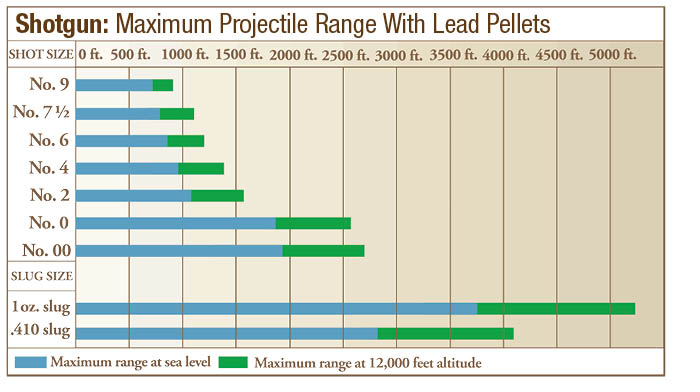 Shotgun: Maximum Projectile Range With Lead Pellets
SHOT SIZE 0 ft. 500 ft. 1000 ft. 1500 ft. 2000 ft. 2500 ft. 3000 ft. 3500 ft. 4000 ft. 4500 ft. 5000 ft.
No. 9
No. 7 ½
No. 6
No. 4
No. 2
No. 0
No. 00
SLUG SIZE
1 oz. slug
.410 slug
Maximum range at sea level Maximum range at 12,000 feet altitude